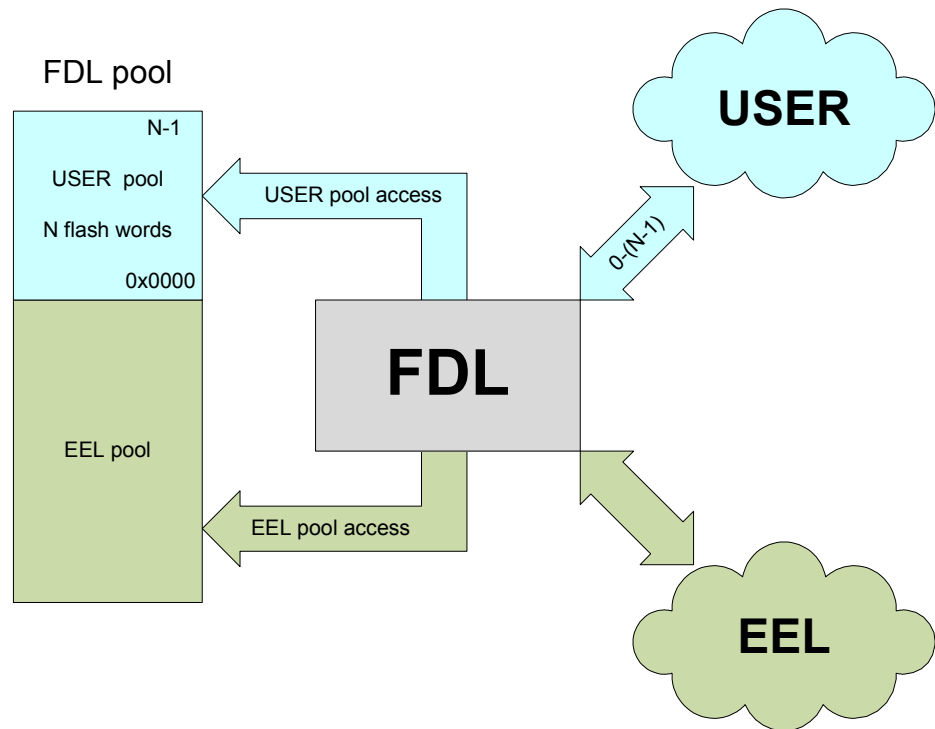 FDL pool
N-1
USER pool
N flash words
0x0000
EEL pool
USER pool access
EEL pool access
FDL
0-(N-1)
USER
EEL